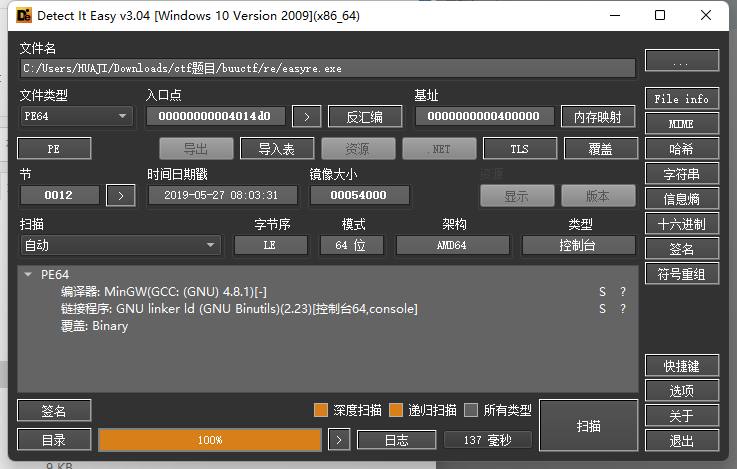 Detect It Easy v3.04 [Windows 10 Version 2009](x86_64)
文件名
C:/Users/HUAJI/Downloads/ctf题目/buuctf/re/easyre.exe
...
文件类型 入口点 基址
PE64 00000000004014d0 > 反汇编 0000000000400000 内存映射
File info
MIME
PE 导出 导入表 资源 .NET TLS 覆盖
哈希
节 时间日期戳 镜像大小 资源
字符串
0012 > 2019-05-27 08:03:31 00054000 显示 版本
信息熵
扫描 字节序 模式 架构 类型
十六进制
自动 LE 64 位 AMD64 控制台
签名
PE64
符号重组
编译器: MinGW(GCC: (GNU) 4.8.1)[-] S ?
链接程序: GNU linker ld (GNU Binutils)(2.23)[控制台64,console] S ?
覆盖: Binary
快捷键
选项
签名 深度扫描 递归扫描 所有类型 扫描
关于
目录 100% > 日志 137 毫秒
退出
9 KB